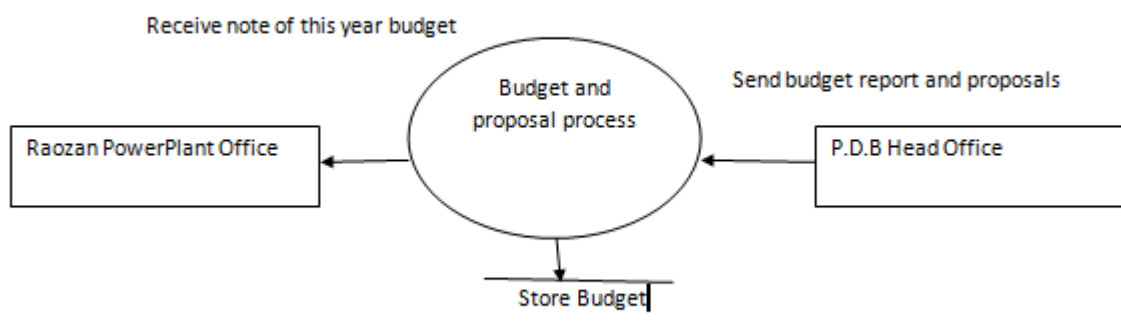 Receive note of this year budget
Budget and
proposal process
Send budget report and proposals
Raozan PowerPlant Office
P.D.B Head Office
Store Budget